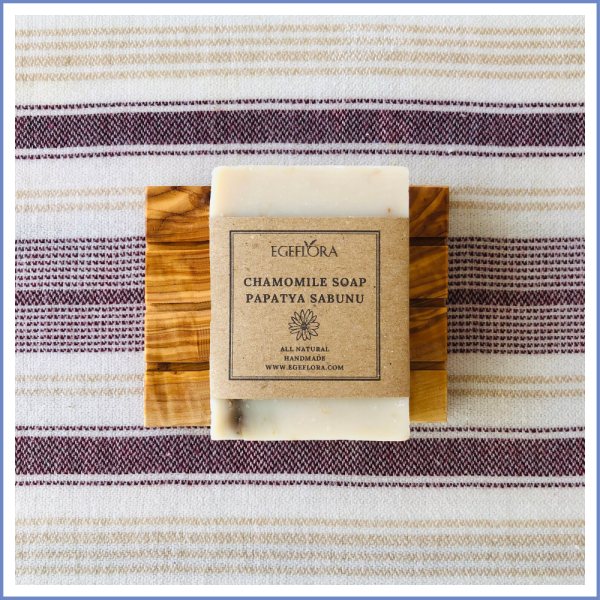 EGEFLORA
CHAMOMILE SOAP
PAPATYA SABUNU
ALL NATURAL
HANDMADE
WWW.EGEFLORA.COM